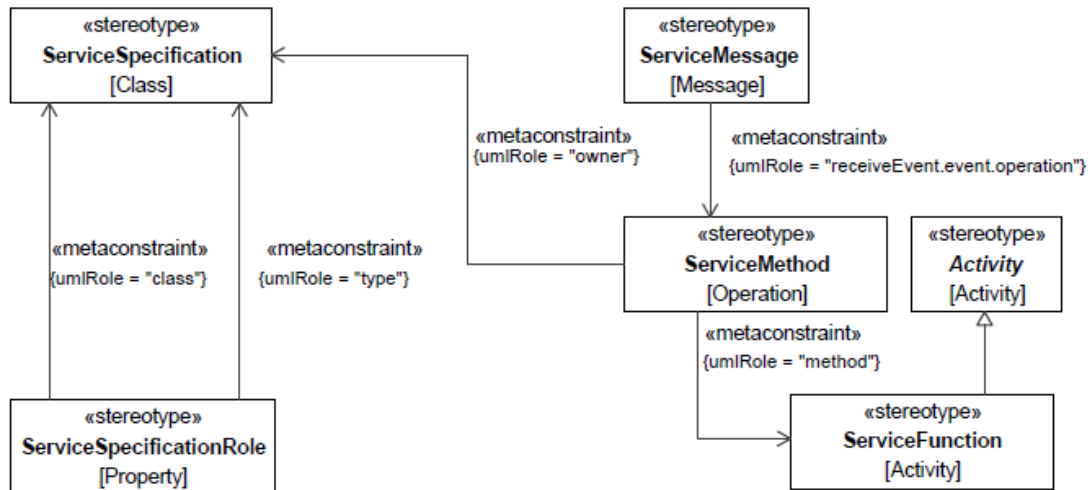 «stereotype»
ServiceSpecification
[Class]
«stereotype»
ServiceMessage
[Message]
«metaconstraint»
{umlRole = "owner"}
«metaconstraint»
{umlRole = "receiveEvent.event.operation"}
«metaconstraint»
{umlRole = "class"}
«metaconstraint»
{umlRole = "type"}
«stereotype»
ServiceMethod
[Operation]
«stereotype»
Activity
[Activity]
«metaconstraint»
{umlRole = "method"}
«stereotype»
ServiceSpecificationRole
[Property]
«stereotype»
ServiceFunction
[Activity]